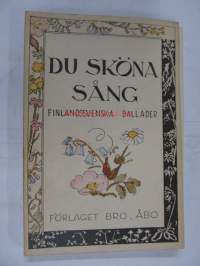 DU SKÖNA
SÅNG
FINLANDSSVENSKA BALLADER
FÖRLAGET BRO, ÅBO